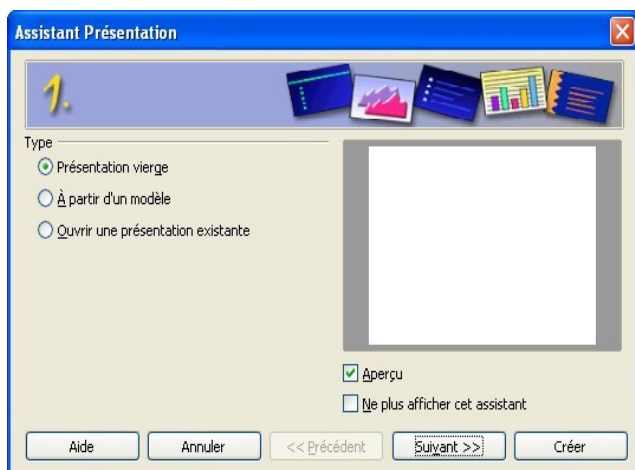 Assistant Présentation
1.
Type
Présentation vierge
À partir d'un modèle
Ouvrir une présentation existante
Aperçu
Ne plus afficher cet assistant
Aide
Annuler
<< Précédent
Suivant >>
Créer